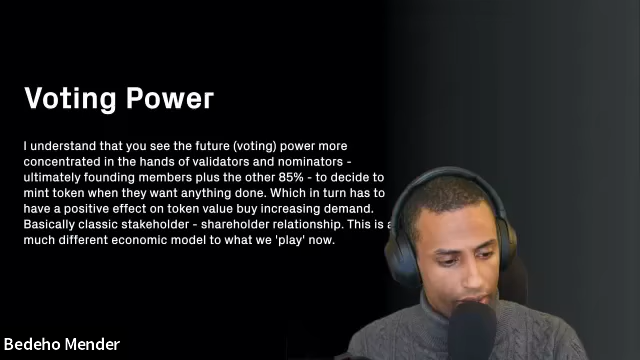 Voting Power
I understand that you see the future (voting) power more
concentrated in the hands of validators and nominators -
ultimately founding members plus the other 85% - to decide to
mint token when they want anything done. Which in turn has to
have a positive effect on token value buy increasing demand.
Basically classic stakeholder - shareholder relationship. This is a
much different economic model to what we 'play' now.
Bedeho Mender